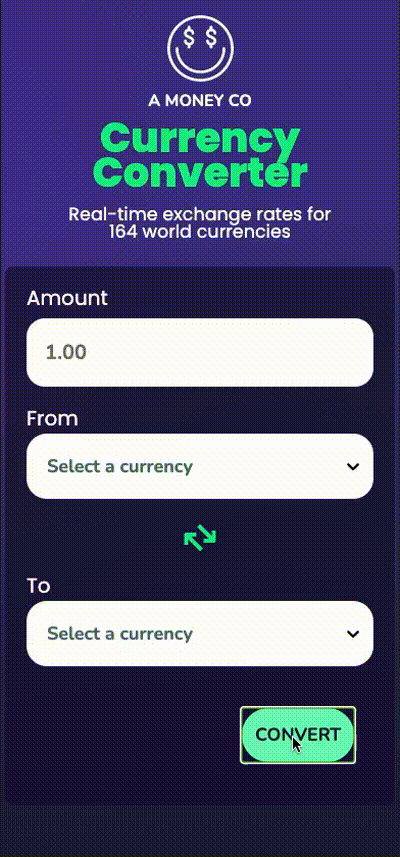 $ $
A MONEY CO
Currency
Converter
Real-time exchange rates for
164 world currencies
Amount
1.00
From
Select a currency
To
Select a currency
CONVERT